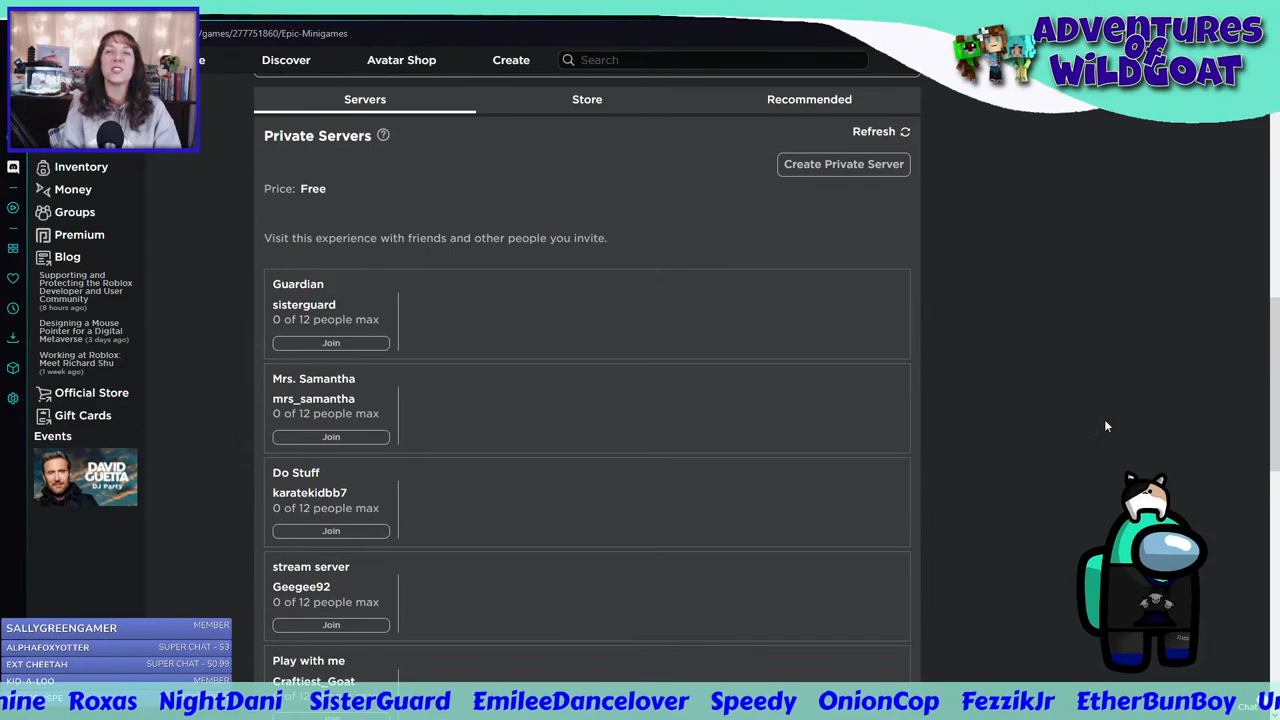 /games/277751860/Epic-Minigames
Discover
Avatar Shop
Create
Search
ADVENTURES
OF
WILDGOAT
Servers
Store
Recommended
Private Servers
Refresh
Create Private Server
Price: Free
Visit this experience with friends and other people you invite.
Inventory
Money
Groups
Premium
Blog
Supporting and
Protecting the Roblox
Developer and User
Community
(8 hours ago)
Designing a Mouse
Pointer for a Digital
Metaverse (3 days ago)
Working at Roblox:
Meet Richard Shu
(1 week ago)
Official Store
Gift Cards
Events
DAVID
GUETTA
DJ Party
Guardian
sisterguard
0 of 12 people max
Join
Mrs. Samantha
mrs_samantha
0 of 12 people max
Join
Do Stuff
karatekidbb7
0 of 12 people max
Join
stream server
Geegee92
0 of 12 people max
Join
Play with me
Craftiest_Goat
SALLYGREENGAMER MEMBER
ALPHAFOXYOTTER SUPER CHAT - $3
EXT CHEETAH SUPER CHAT - $0.99
KID-A-LOO MEMBER
Roxas NightDani SisterGuard EmileeDancelover Speedy OnionCop FezzikJr EtherBunBoy
Chat